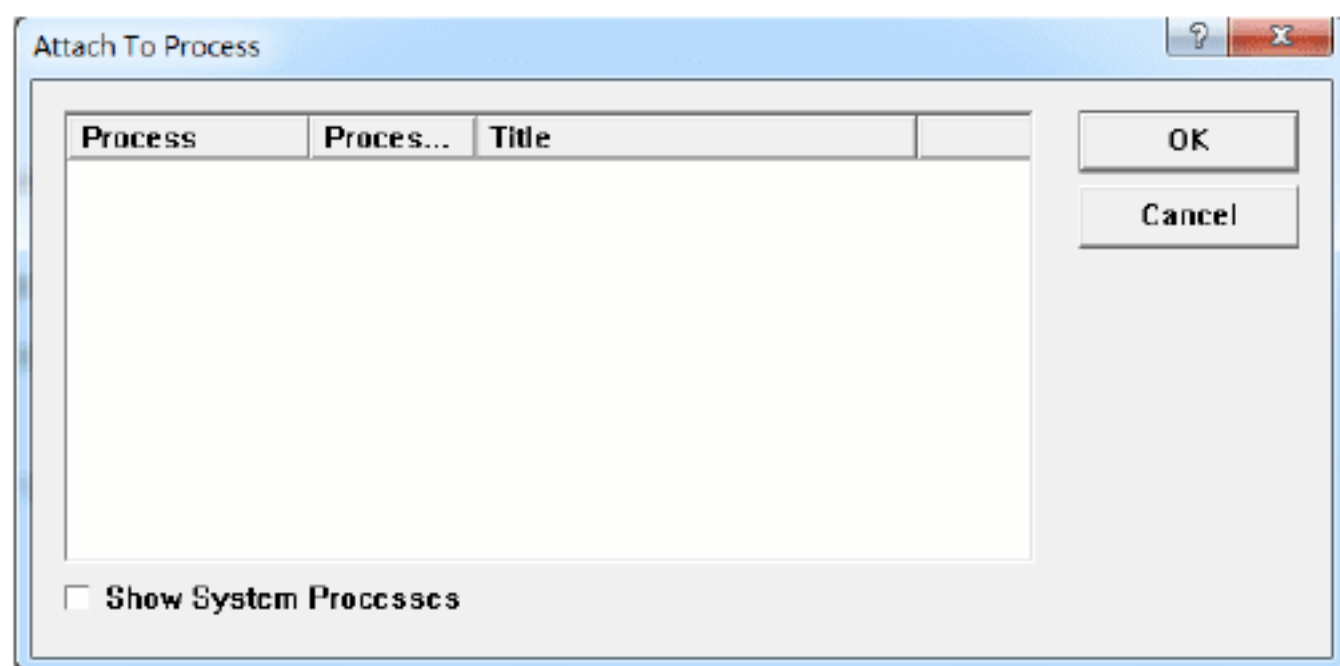 Attach To Process
Process Proces... Title
OK
Cancel
Show System Processes